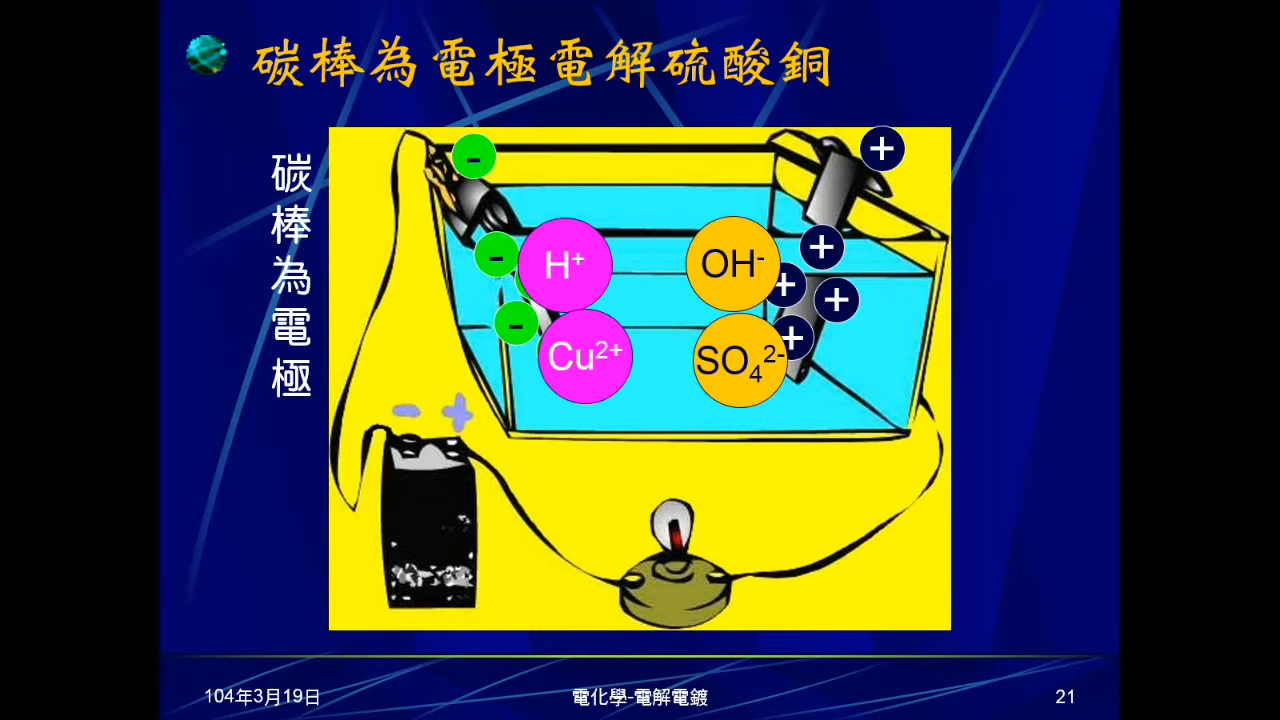 碳棒為電極電解硫酸銅
碳棒為電極
-
+
-
H⁺
OH⁻
+
+
+
-
Cu²⁺
SO₄²⁻
+
- +
104年3月19日
電化學-電解電鍍
21